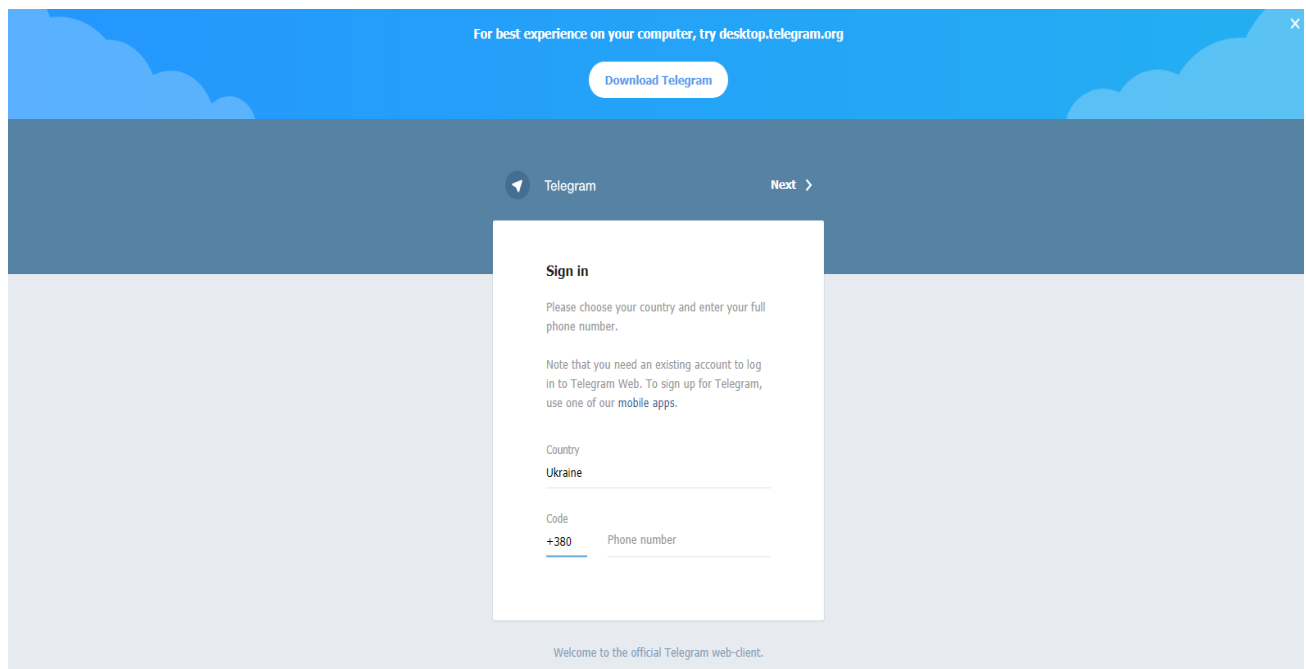 For best experience on your computer, try desktop.telegram.org
X
Download Telegram
Telegram
Next
Sign in
Please choose your country and enter your full
phone number.
Note that you need an existing account to log
in to Telegram Web. To sign up for Telegram,
use one of our mobile apps.
Country
Ukraine
Code
+380
Phone number
Welcome to the official Telegram web-client.